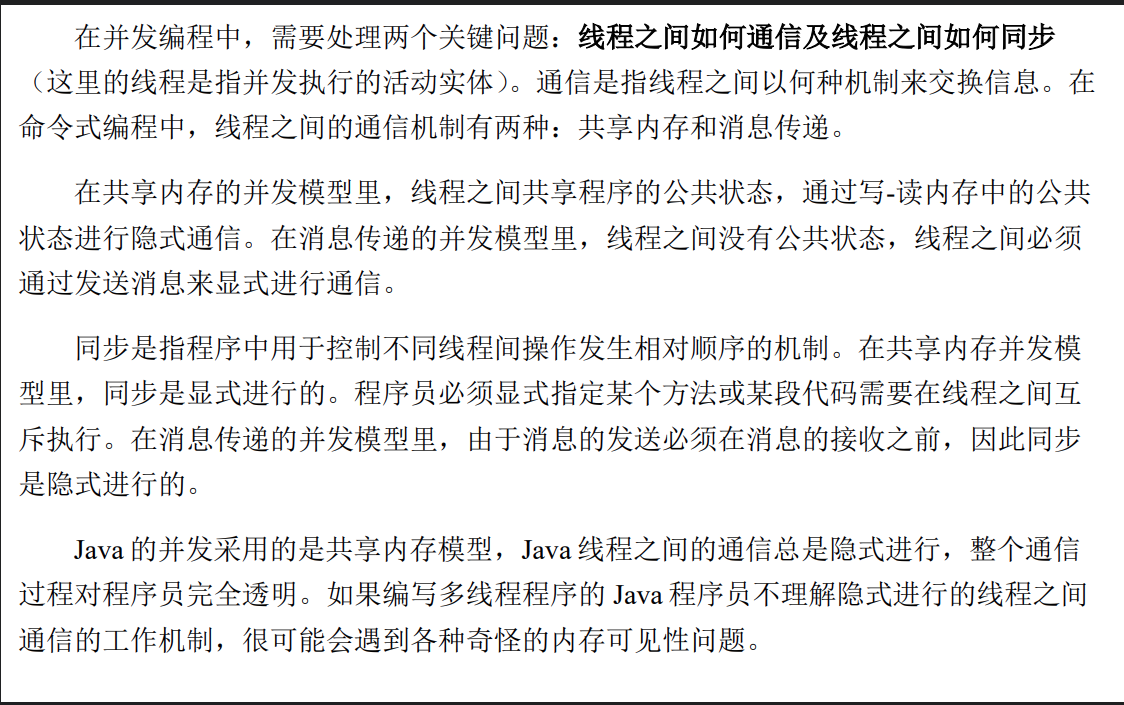 在并发编程中，需要处理两个关键问题：线程之间如何通信及线程之间如何同步
（这里的线程是指并发执行的活动实体）。通信是指线程之间以何种机制来交换信息。在
命令式编程中，线程之间的通信机制有两种：共享内存和消息传递。
在共享内存的并发模型里，线程之间共享程序的公共状态，通过写-读内存中的公共
状态进行隐式通信。在消息传递的并发模型里，线程之间没有公共状态，线程之间必须
通过发送消息来显式进行通信。
同步是指程序中用于控制不同线程间操作发生相对顺序的机制。在共享内存并发模
型里，同步是显式进行的。程序员必须显式指定某个方法或某段代码需要在线程之间互
斥执行。在消息传递的并发模型里，由于消息的发送必须在消息的接收之前，因此同步
是隐式进行的。
Java 的并发采用的是共享内存模型，Java 线程之间的通信总是隐式进行，整个通信
过程对程序员完全透明。如果编写多线程程序的 Java 程序员不理解隐式进行的线程之间
通信的工作机制，很可能会遇到各种奇怪的内存可见性问题。